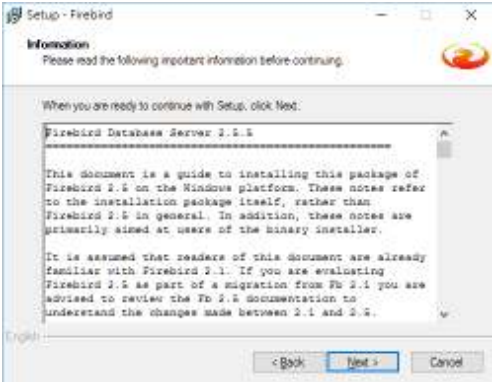 Setup - Firebird
Information
Please read the following important information before continuing.
When you are ready to continue with Setup, click Next.
Firebird Database Server 2.5.5
This document is a guide to installing this package of
Firebird 2.5 on the Windows platform. These notes refer
to the installation package itself, rather than
Firebird 2.5 in general. In addition, these notes are
primarily aimed at users of the binary installer.
It is assumed that readers of this document are already
familiar with Firebird 2.1. If you are evaluating
Firebird 2.5 as part of a migration from Fb 2.1 you are
advised to review the Fb 2.5 documentation to
understand the changes made between 2.1 and 2.5.
English
< Back
Next >
Cancel